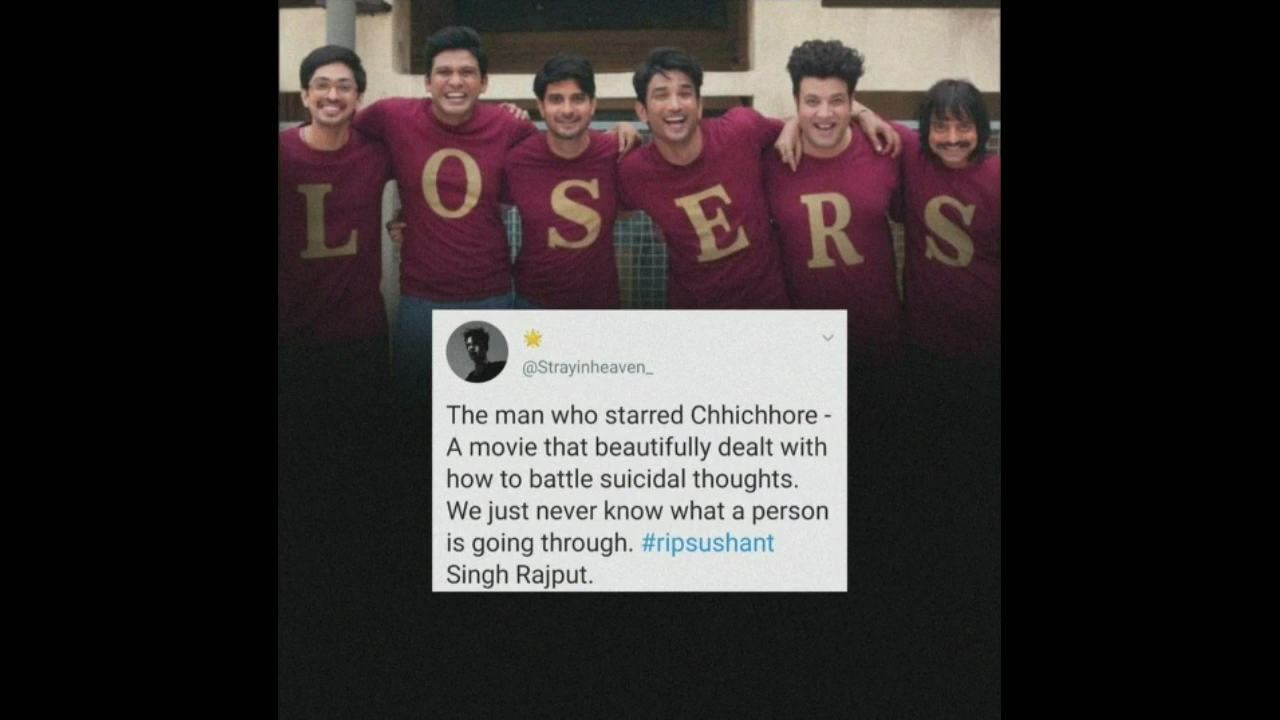 LOSERS
🌟
@Strayinheaven_
The man who starred Chhichhore -
A movie that beautifully dealt with
how to battle suicidal thoughts.
We just never know what a person
is going through. #ripsushant
Singh Rajput.